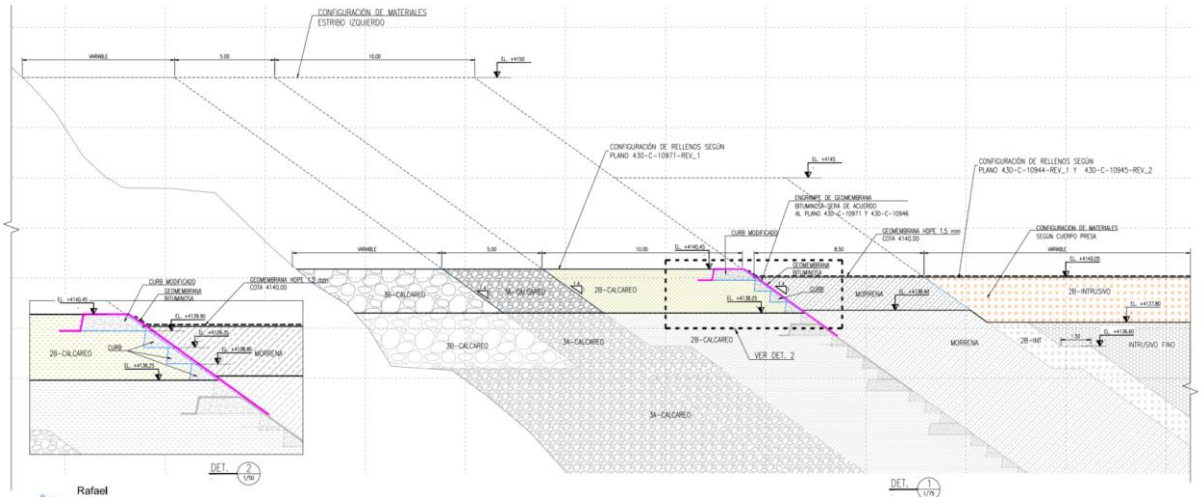 CONFIGURACIÓN DE MATERIALES
ESTRIBO IZQUIERDO
VARIABLE
5.00
10.00
EL. +4150
CONFIGURACIÓN DE RELLENOS SEGÚN
PLANO 430-C-10971-REV_1
EL. +4145
CONFIGURACIÓN DE RELLENOS SEGÚN
PLANO 430-C-10944-REV_1 Y 430-C-10945-REV_2
ENGRAMPE DE GEOMEMBRANA
BITUMINOSA-SERA DE ACUERDO
AL PLANO 430-C-10971 Y 430-C-10946
CURB MODIFICADO
GEOMEMBRANA HDPE 1.5 mm
COTA 4140.00
CONFIGURACIÓN DE MATERIALES
SEGÚN CUERPO PRESA
VARIABLE
5.00
10.00
EL. +4140.45
8.50
VARIABLE
EL. +4140.05
GEOMEMBRANA
BITUMINOSA
3B-CALCAREO
3A-CALCAREO
2B-CALCAREO
CURB
MORRENA
2B-INTRUSIVO
EL. +4138.25
EL. +4137.80
3B-CALCAREO
3A-CALCAREO
2B-CALCAREO
VER DET. 2
MORRENA
2B-INT
1.50
EL. +4136.60
INTRUSIVO FINO
3A-CALCAREO
CURB MODIFICADO
GEOMEMBRANA
BITUMINOSA
GEOMEMBRANA HDPE 1.5 mm
COTA 4140.00
EL. +4140.45
EL. +4139.90
2B-CALCAREO
CURB
MORRENA
EL. +4138.25
DET. 2
1/50
DET. 1
1/75
Rafael